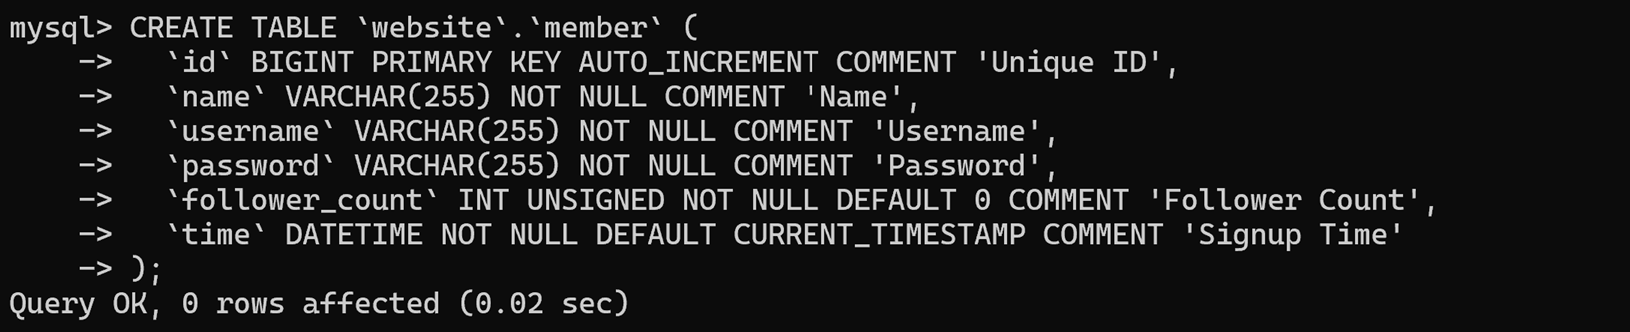 mysql> CREATE TABLE `website`.`member` (
    ->   `id` BIGINT PRIMARY KEY AUTO_INCREMENT COMMENT 'Unique ID',
    ->   `name` VARCHAR(255) NOT NULL COMMENT 'Name',
    ->   `username` VARCHAR(255) NOT NULL COMMENT 'Username',
    ->   `password` VARCHAR(255) NOT NULL COMMENT 'Password',
    ->   `follower_count` INT UNSIGNED NOT NULL DEFAULT 0 COMMENT 'Follower Count',
    ->   `time` DATETIME NOT NULL DEFAULT CURRENT_TIMESTAMP COMMENT 'Signup Time'
    -> );
Query OK, 0 rows affected (0.02 sec)